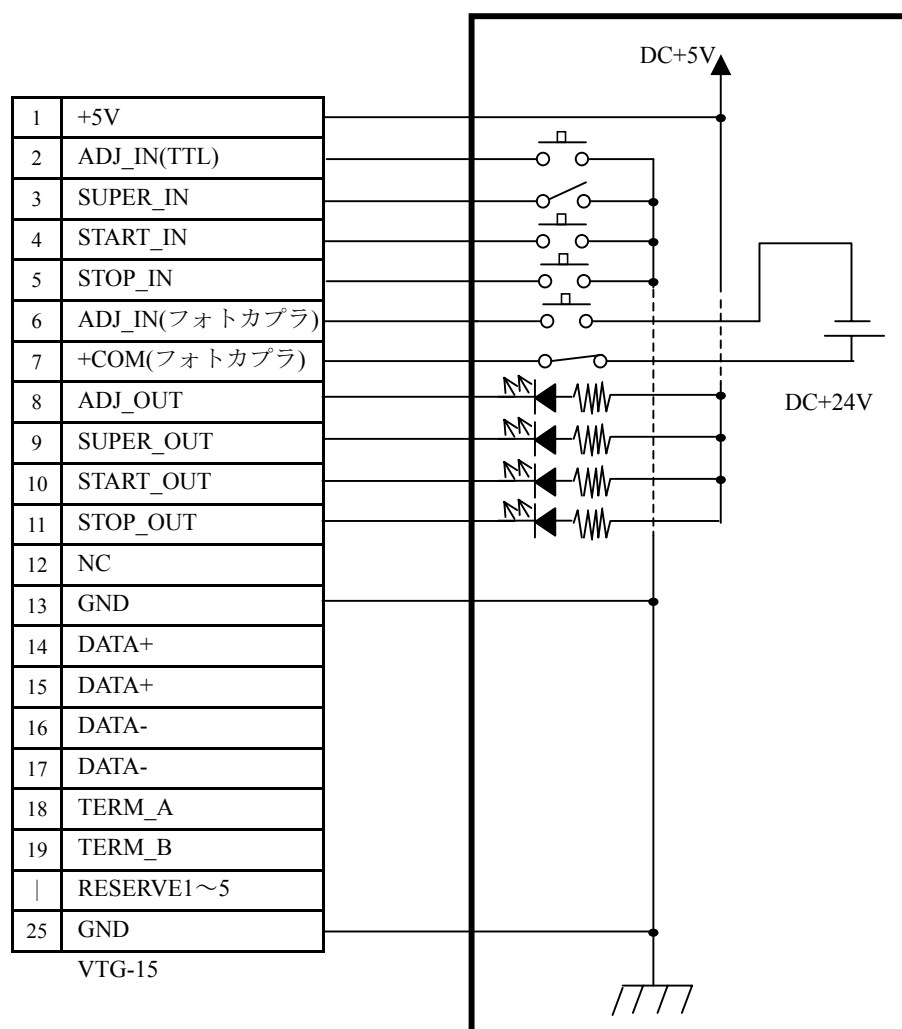 DC+5V
1 +5V
2 ADJ_IN(TTL)
3 SUPER_IN
4 START_IN
5 STOP_IN
6 ADJ_IN(フォトカプラ)
7 +COM(フォトカプラ)
8 ADJ_OUT
DC+24V
9 SUPER_OUT
10 START_OUT
11 STOP_OUT
12 NC
13 GND
14 DATA+
15 DATA+
16 DATA-
17 DATA-
18 TERM_A
19 TERM_B
| RESERVE1～5
25 GND
VTG-15